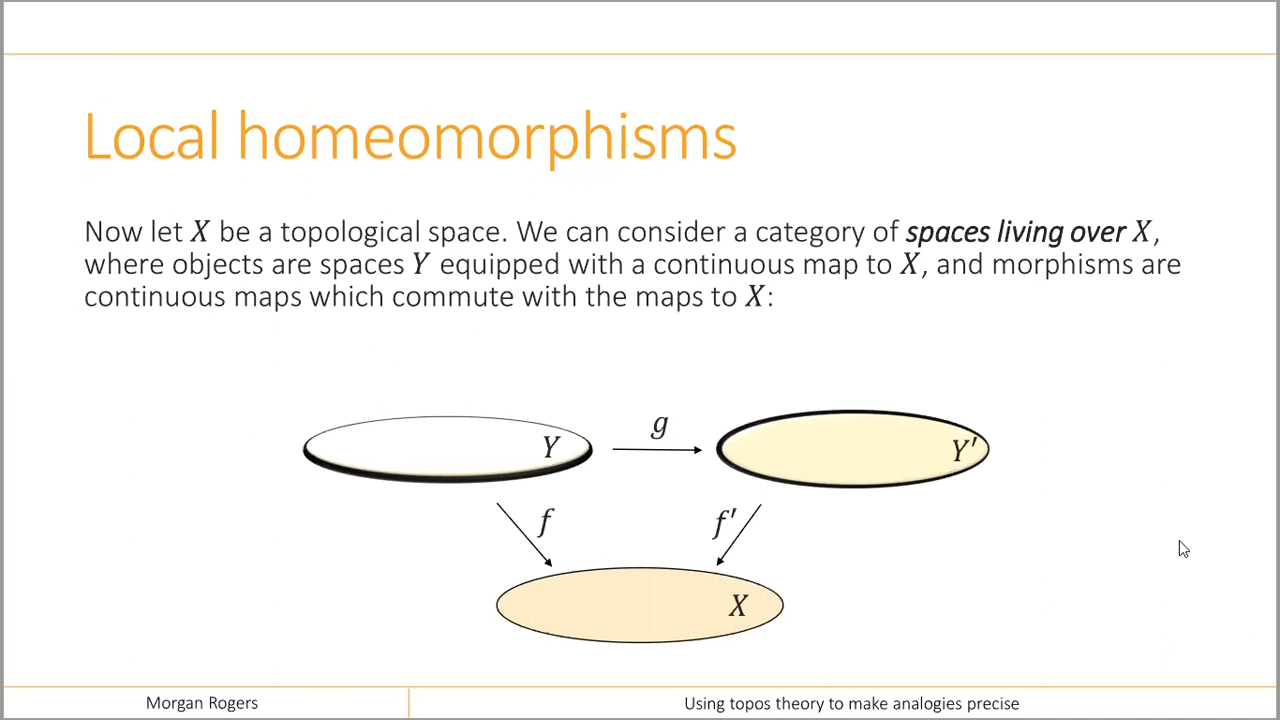 Local homeomorphisms
Now let X be a topological space. We can consider a category of spaces living over X,
where objects are spaces Y equipped with a continuous map to X, and morphisms are
continuous maps which commute with the maps to X:
g
Y
Y′
f
f′
X
Morgan Rogers
Using topos theory to make analogies precise